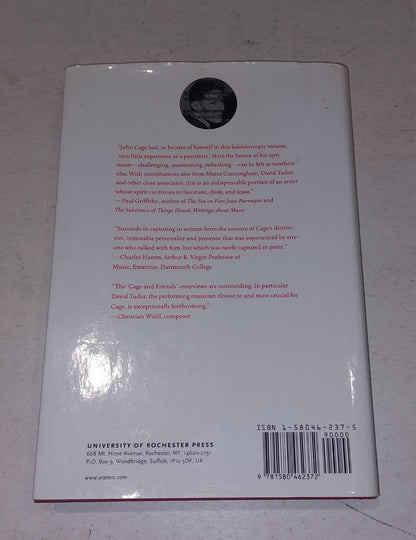 "John Cage had, as he says of himself in this kaleidoscopic volume,
'very little experience as a pessimist.' Here the breeze of his opti-
mism—challenging, questioning, refreshing—can be felt as nowhere
else. With contributions also from Merce Cunningham, David Tudor,
and other close associates, this is an indispensable portrait of an artist
whose spirit continues to fascinate, chide, and tease."
—Paul Griffiths, author of The Sea on Fire: Jean Barraqué and
The Substance of Things Heard: Writings about Music
"Succeeds in capturing in written form the essence of Cage's distinc-
tive, inimitable personality and presence that was experienced by any-
one who talked with him, but which was rarely captured in print."
—Charles Hamm, Arthur R. Virgin Professor of
Music, Emeritus, Dartmouth College
"The 'Cage and Friends' interviews are outstanding. In particular
David Tudor, the performing musician closest to and most crucial for
Cage, is exceptionally forthcoming."
—Christian Wolff, composer
UNIVERSITY OF ROCHESTER PRESS
668 Mt. Hope Avenue, Rochester, NY 14620-2731
P.O. Box 9, Woodbridge, Suffolk, IP12 3DF, UK
www.urpress.com
ISBN 1-58046-237-5
90000
9 781580 462372